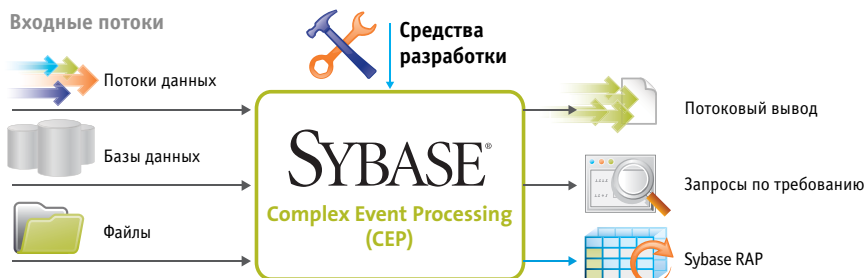 Входные потоки
Средства
разработки
Потоки данных
Базы данных
Файлы
SYBASE®
Complex Event Processing
(CEP)
Потоковый вывод
Запросы по требованию
Sybase RAP